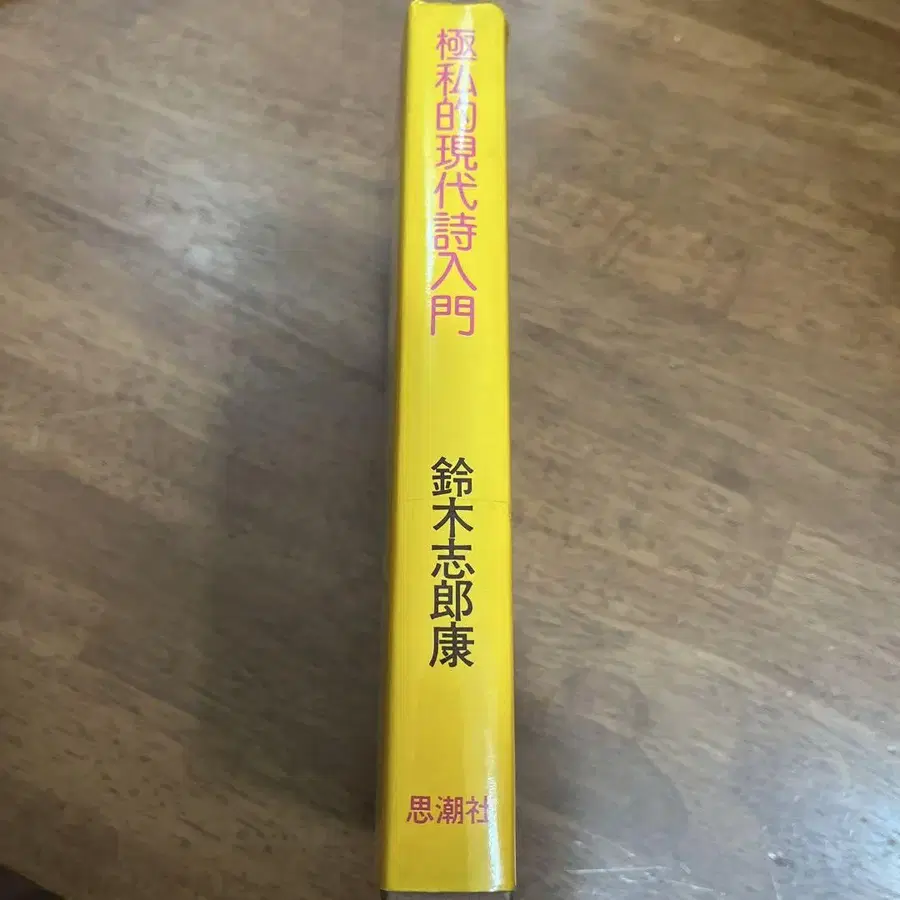 極私的現代詩入門
鈴木志郎康
思潮社